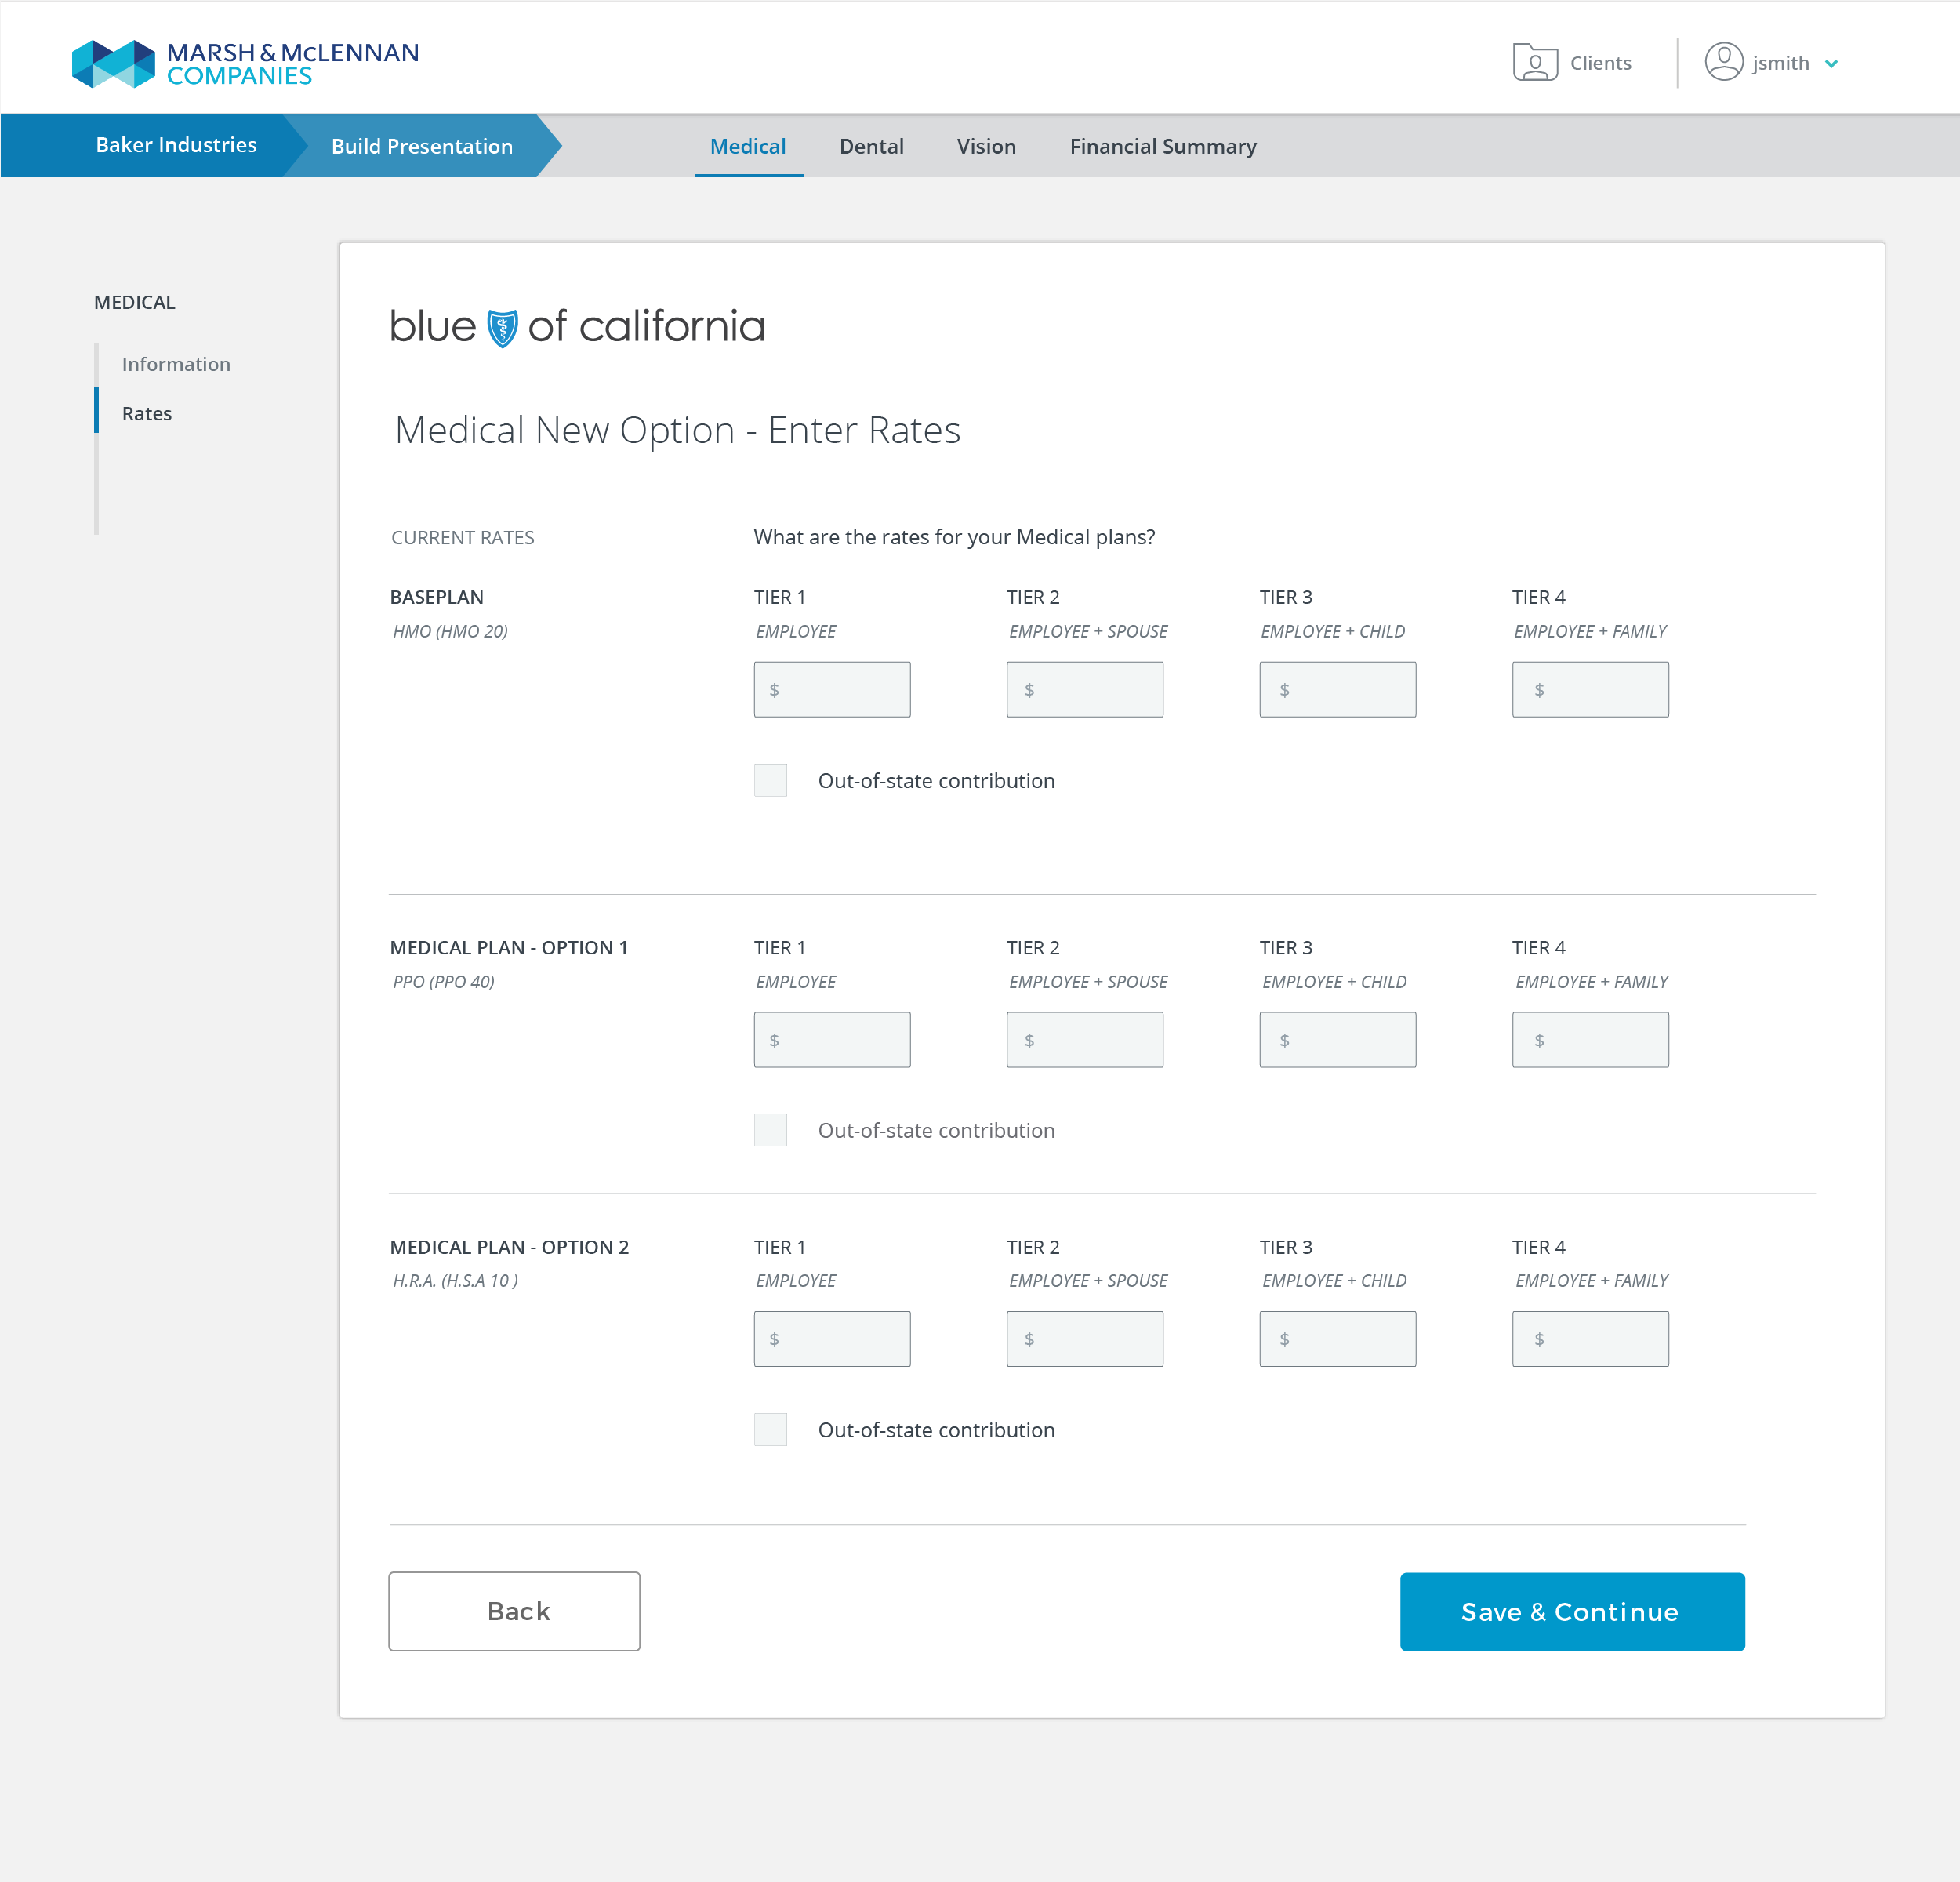 MARSH & McLENNAN
COMPANIES
Clients
jsmith
Baker Industries
Build Presentation
Medical
Dental
Vision
Financial Summary
MEDICAL
Information
Rates
blue of california
Medical New Option - Enter Rates
CURRENT RATES
What are the rates for your Medical plans?
BASEPLAN
TIER 1
TIER 2
TIER 3
TIER 4
HMO (HMO 20)
EMPLOYEE
EMPLOYEE + SPOUSE
EMPLOYEE + CHILD
EMPLOYEE + FAMILY
$
$
$
$
Out-of-state contribution
MEDICAL PLAN - OPTION 1
TIER 1
TIER 2
TIER 3
TIER 4
PPO (PPO 40)
EMPLOYEE
EMPLOYEE + SPOUSE
EMPLOYEE + CHILD
EMPLOYEE + FAMILY
$
$
$
$
Out-of-state contribution
MEDICAL PLAN - OPTION 2
TIER 1
TIER 2
TIER 3
TIER 4
H.R.A. (H.S.A 10 )
EMPLOYEE
EMPLOYEE + SPOUSE
EMPLOYEE + CHILD
EMPLOYEE + FAMILY
$
$
$
$
Out-of-state contribution
Back
Save & Continue